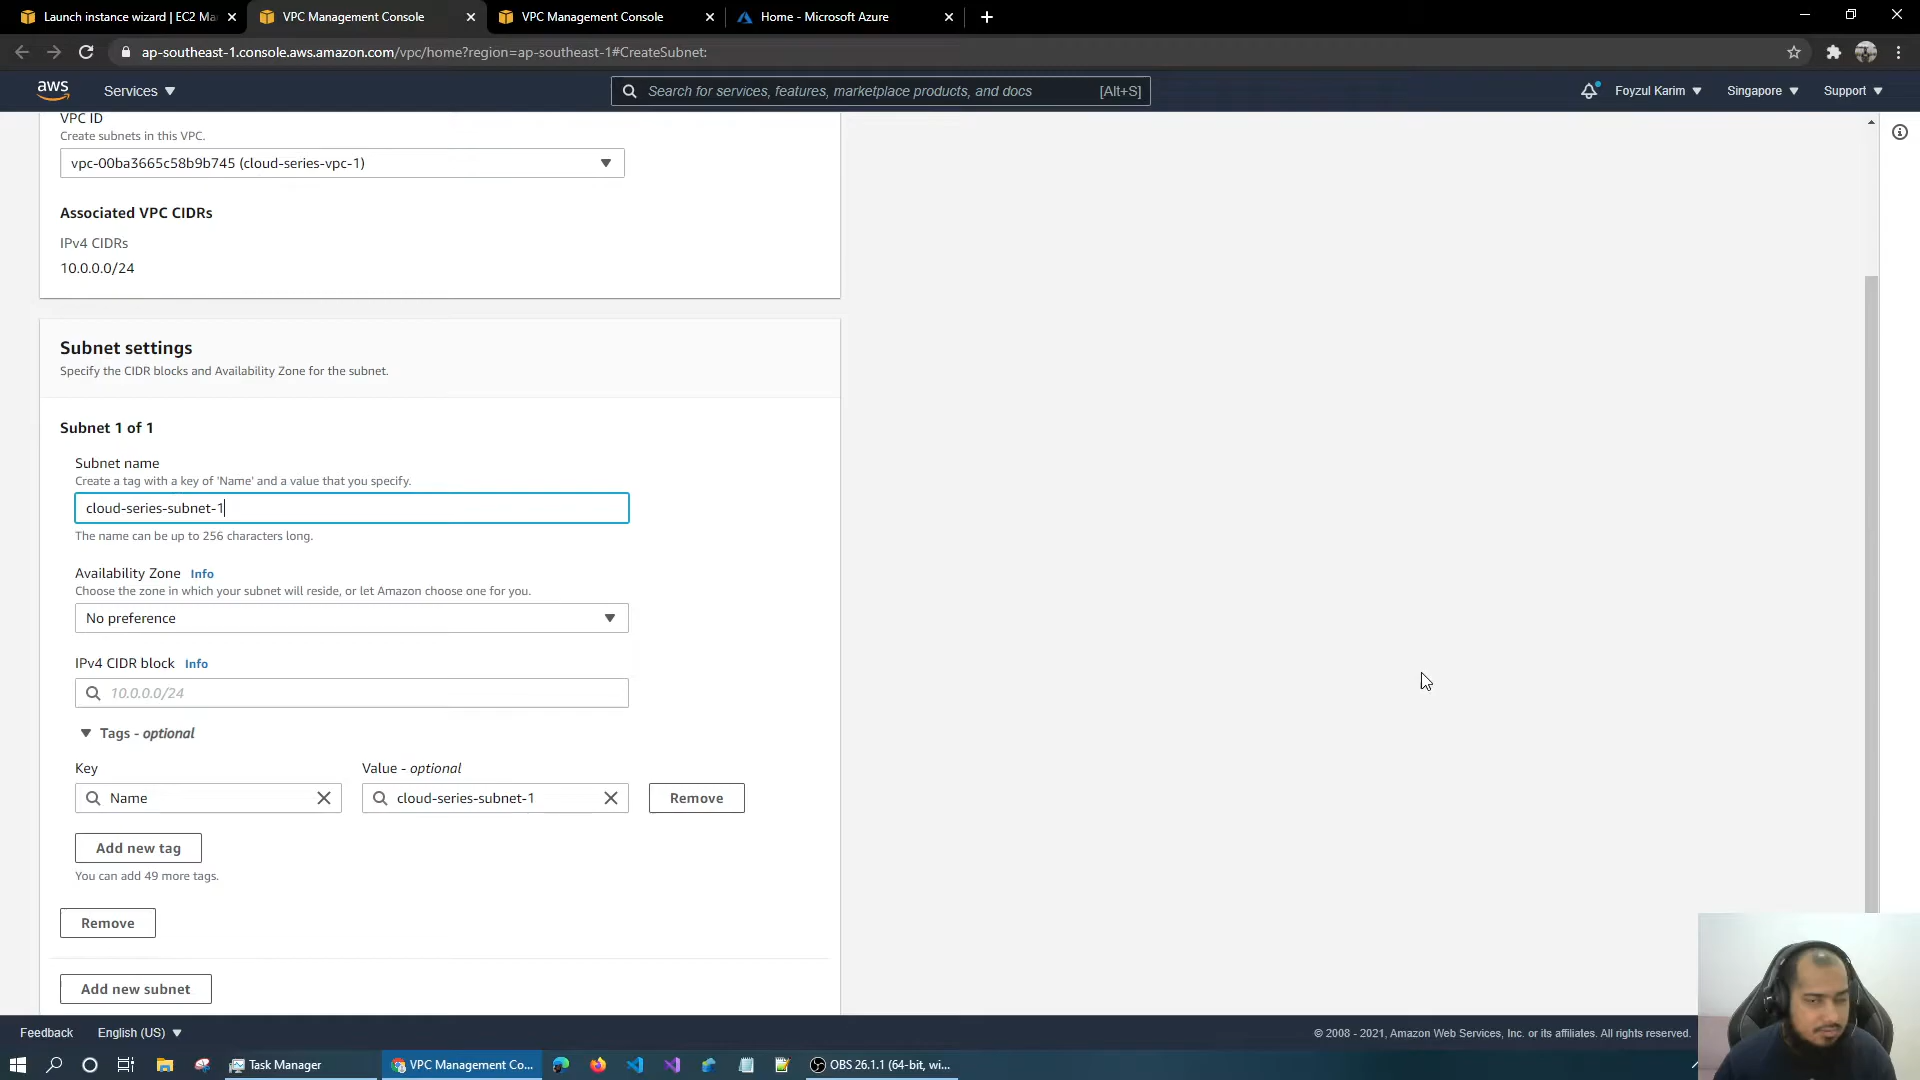 Launch instance wizard | EC2 Ma
VPC Management Console
VPC Management Console
Home - Microsoft Azure
ap-southeast-1.console.aws.amazon.com/vpc/home?region=ap-southeast-1#CreateSubnet:
aws
Services
Search for services, features, marketplace products, and docs
[Alt+S]
Foyzul Karim
Singapore
Support
VPC ID
Create subnets in this VPC.
vpc-00ba3665c58b9b745 (cloud-series-vpc-1)
Associated VPC CIDRs
IPv4 CIDRs
10.0.0.0/24
Subnet settings
Specify the CIDR blocks and Availability Zone for the subnet.
Subnet 1 of 1
Subnet name
Create a tag with a key of 'Name' and a value that you specify.
cloud-series-subnet-1
The name can be up to 256 characters long.
Availability Zone Info
Choose the zone in which your subnet will reside, or let Amazon choose one for you.
No preference
IPv4 CIDR block Info
10.0.0.0/24
Tags - optional
Key
Value - optional
Name
cloud-series-subnet-1
Remove
Add new tag
You can add 49 more tags.
Remove
Add new subnet
Feedback
English (US)
© 2008 - 2021, Amazon Web Services, Inc. or its affiliates. All rights reserved.
Task Manager
VPC Management Co...
OBS 26.1.1 (64-bit, wi...